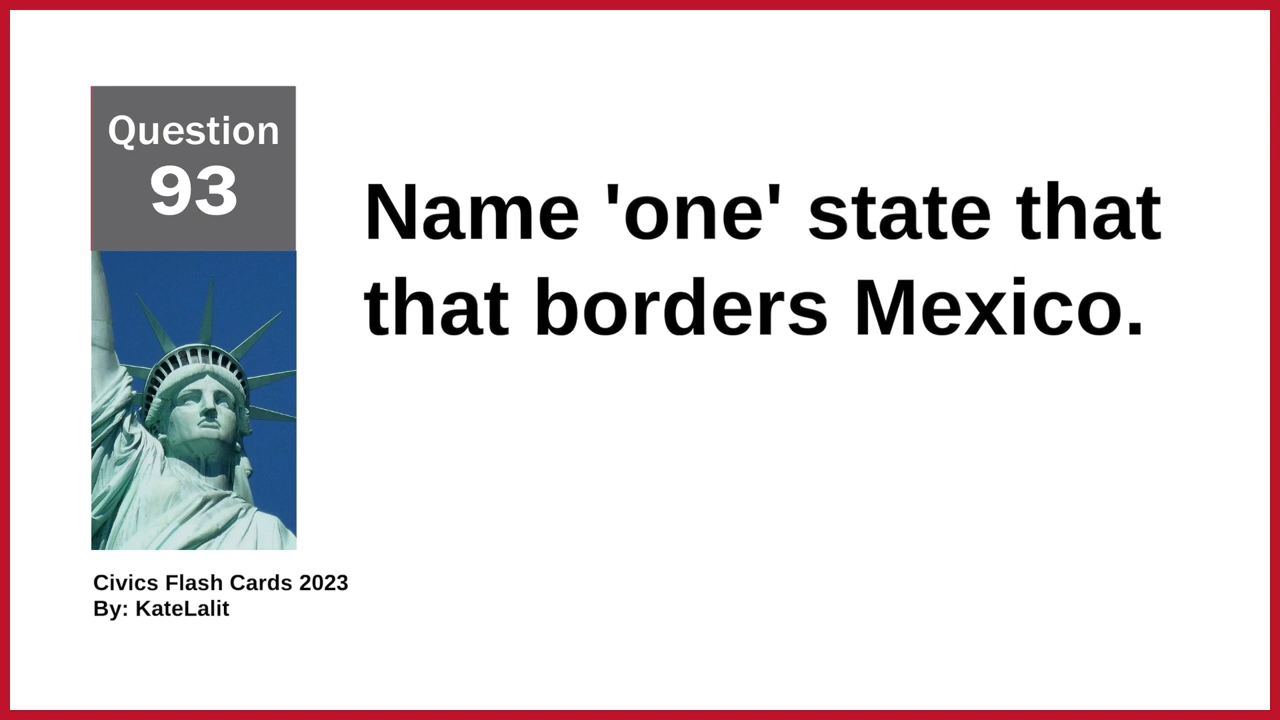 Question
93
Name 'one' state that
that borders Mexico.
Civics Flash Cards 2023
By: KateLalit